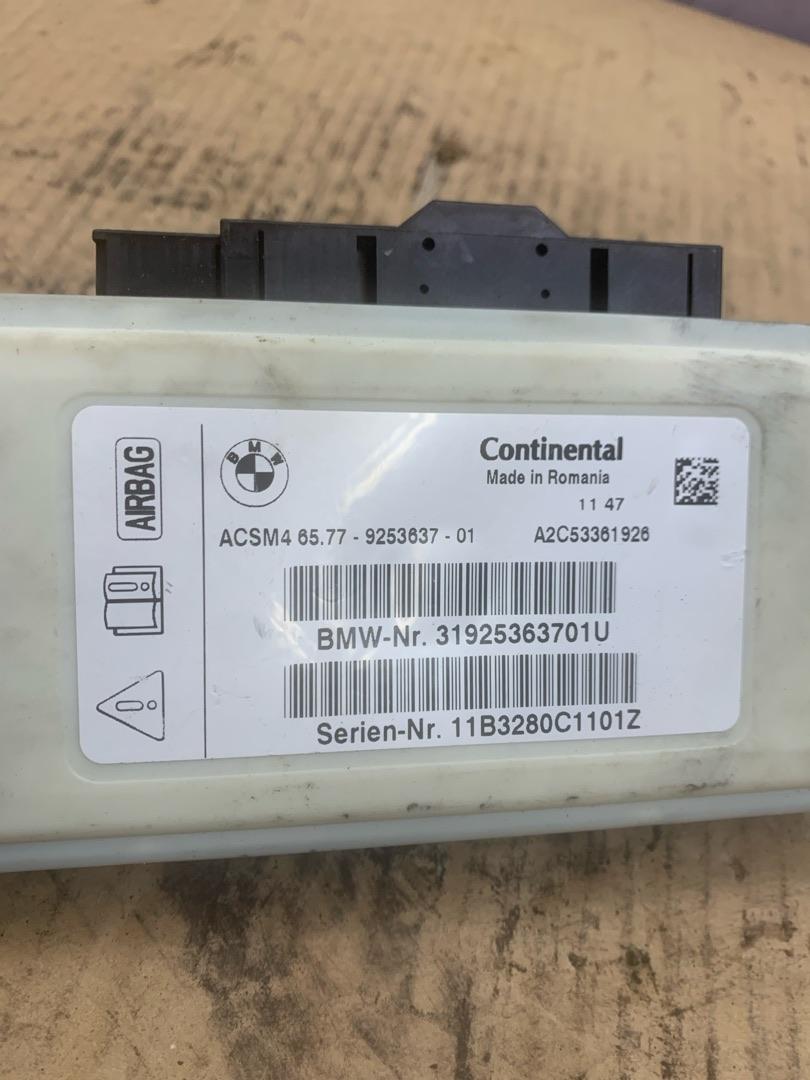 AIRBAG
BMW
Continental
Made in Romania
11 47
ACSM4 65.77 - 9253637 - 01 A2C53361926
BMW-Nr. 31925363701U
Serien-Nr. 11B3280C1101Z